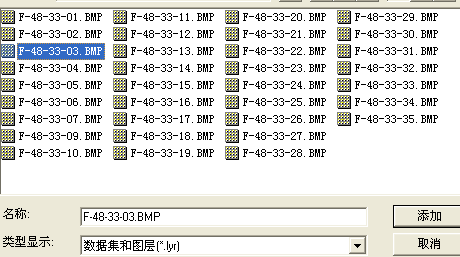 F-48-33-01.BMP F-48-33-11.BMP F-48-33-20.BMP F-48-33-29.BMP
F-48-33-02.BMP F-48-33-12.BMP F-48-33-21.BMP F-48-33-30.BMP
F-48-33-03.BMP F-48-33-13.BMP F-48-33-22.BMP F-48-33-31.BMP
F-48-33-04.BMP F-48-33-14.BMP F-48-33-23.BMP F-48-33-32.BMP
F-48-33-05.BMP F-48-33-15.BMP F-48-33-24.BMP F-48-33-33.BMP
F-48-33-06.BMP F-48-33-16.BMP F-48-33-25.BMP F-48-33-34.BMP
F-48-33-07.BMP F-48-33-17.BMP F-48-33-26.BMP F-48-33-35.BMP
F-48-33-09.BMP F-48-33-18.BMP F-48-33-27.BMP
F-48-33-10.BMP F-48-33-19.BMP F-48-33-28.BMP
名称: F-48-33-03.BMP 添加
类型显示: 数据集和图层(*.lyr) 取消